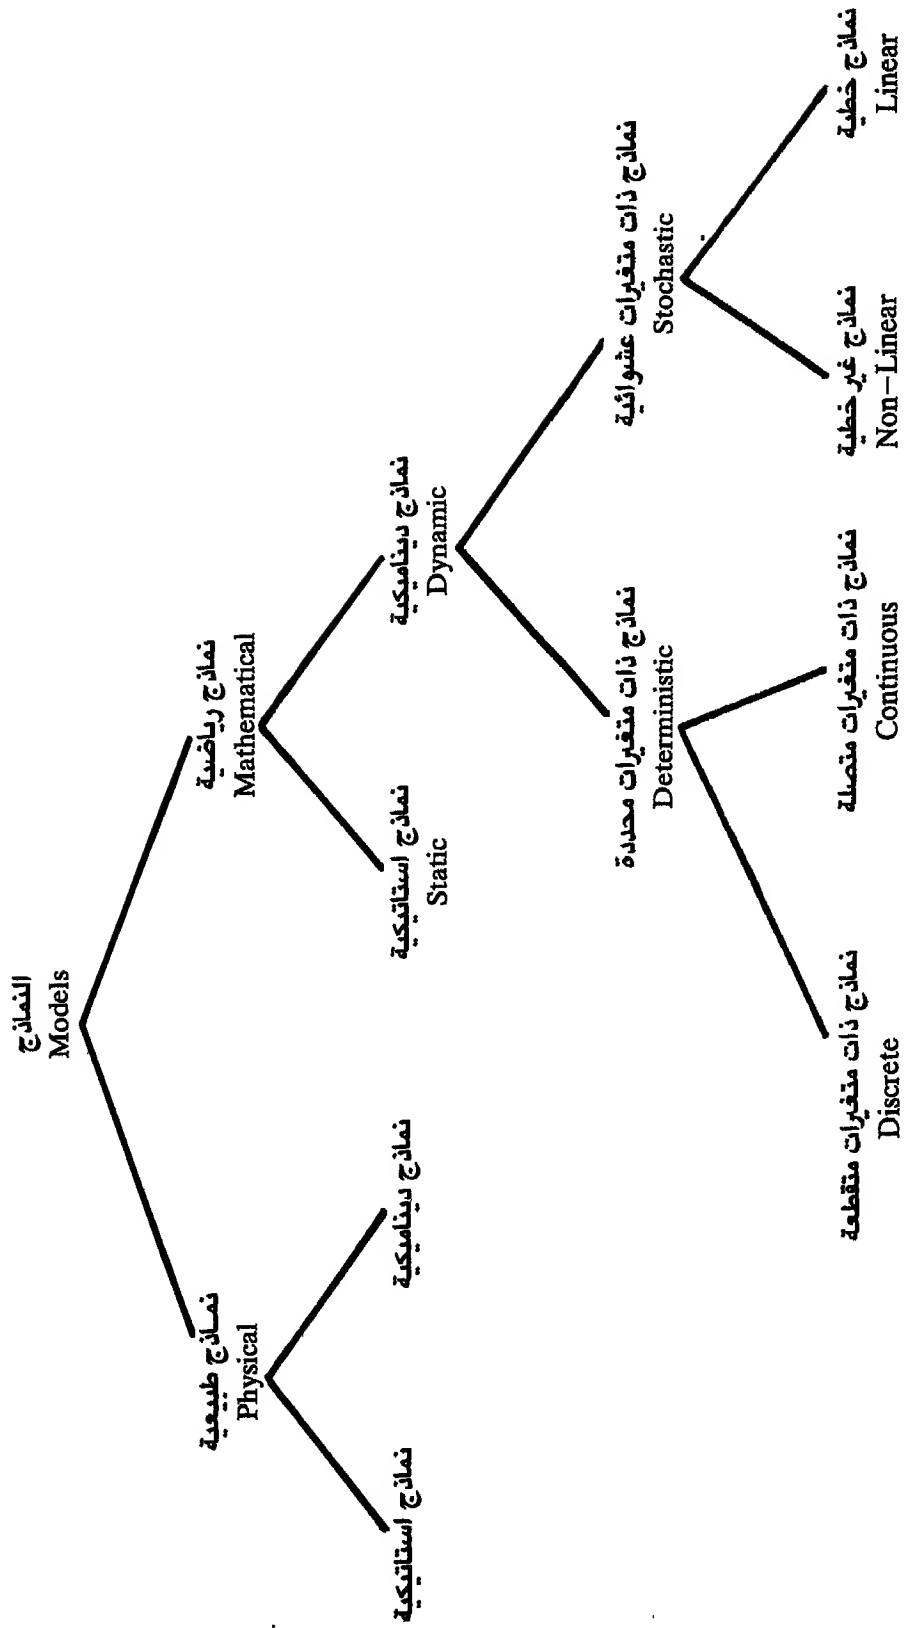 النماذج
Models
نماذج طبيعية
Physical
نماذج رياضية
Mathematical
نماذج استاتيكية
نماذج ديناميكية
نماذج استاتيكية
Static
نماذج ديناميكية
Dynamic
نماذج ذات متغيرات محددة
Deterministic
نماذج ذات متغيرات عشوائية
Stochastic
نماذج ذات متغيرات متقطعة
Discrete
نماذج ذات متغيرات متصلة
Continuous
نماذج غير خطية
Non-Linear
نماذج خطية
Linear